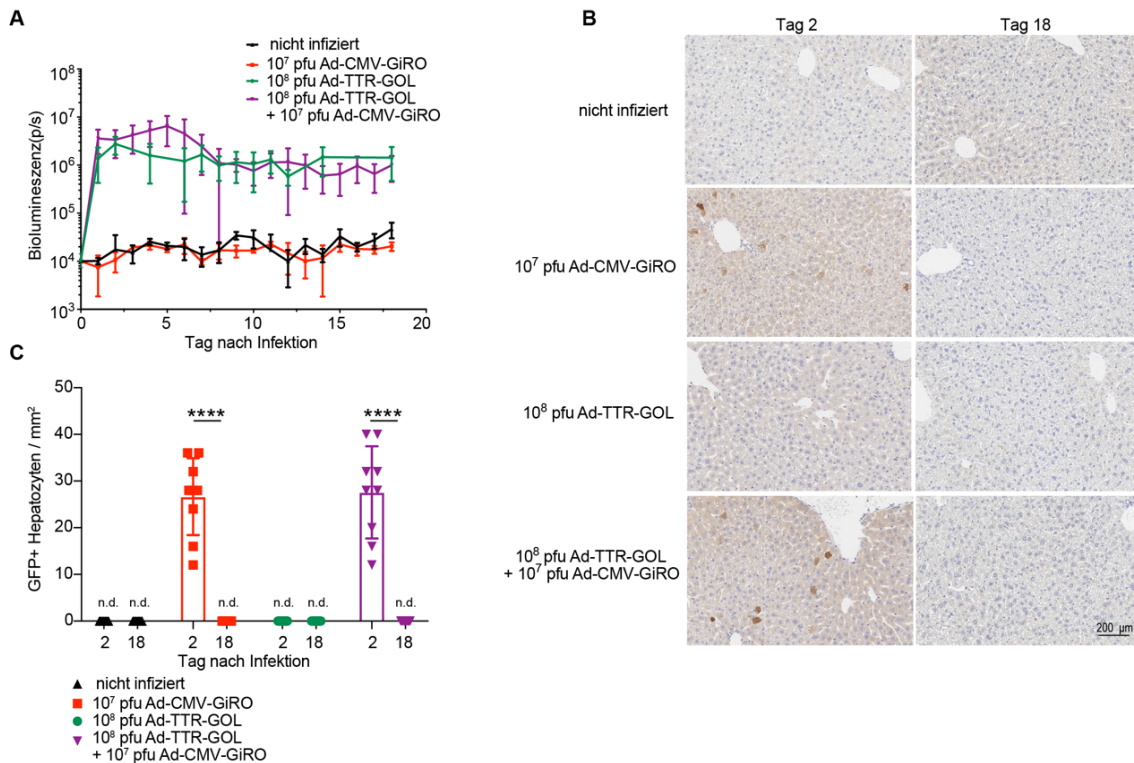 A
nicht infiziert
10⁷ pfu Ad-CMV-GiRO
10⁸ pfu Ad-TTR-GOL
10⁸ pfu Ad-TTR-GOL
+ 10⁷ pfu Ad-CMV-GiRO
Biolumineszenz(p/s)
10⁸
10⁷
10⁶
10⁵
10⁴
10³
0 5 10 15 20
Tag nach Infektion
B
Tag 2 Tag 18
nicht infiziert
10⁷ pfu Ad-CMV-GiRO
10⁸ pfu Ad-TTR-GOL
10⁸ pfu Ad-TTR-GOL
+ 10⁷ pfu Ad-CMV-GiRO
200 µm
C
GFP+ Hepatozyten / mm²
50
40
30
20
10
0
**** ****
n.d. n.d. n.d. n.d. n.d. n.d.
2 18 2 18 2 18 2 18
Tag nach Infektion
nicht infiziert
10⁷ pfu Ad-CMV-GiRO
10⁸ pfu Ad-TTR-GOL
10⁸ pfu Ad-TTR-GOL
+ 10⁷ pfu Ad-CMV-GiRO